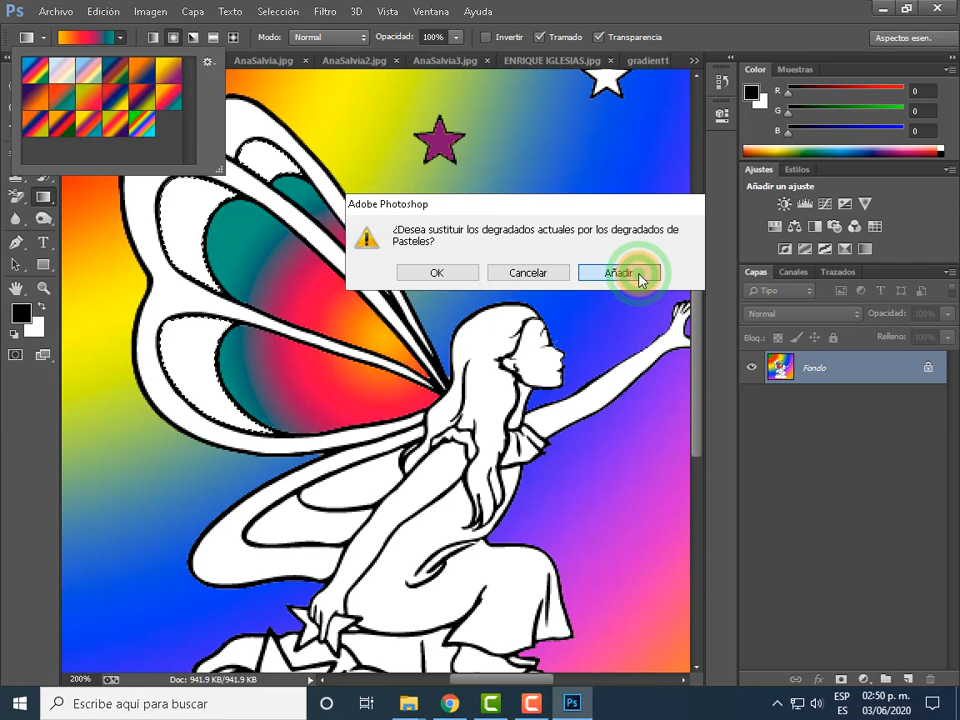 Ps Archivo Edición Imagen Capa Texto Selección Filtro 3D Vista Ventana Ayuda
Modo: Normal Opacidad: 100% Invertir Tramado Transparencia Aspectos esen.
AnaSalvia.jpg × AnaSalvia2.jpg × AnaSalvia3.jpg × ENRIQUE IGLESIAS.jpg × gradient1
Color Muestras
R 0
G 0
B 0
Ajustes Estilos
Añadir un ajuste
Adobe Photoshop
¿Desea sustituir los degradados actuales por los degradados de
Pasteles?
OK Cancelar Añadir
Capas Canales Trazados
Tipo
Normal Opacidad: 100%
Bloq.: Relleno: 100%
Fondo
fx
200% Doc: 941.9 KB/941.9 KB
Escribe aquí para buscar
Ps
ESP 02:50 p. m.
ES 03/06/2020